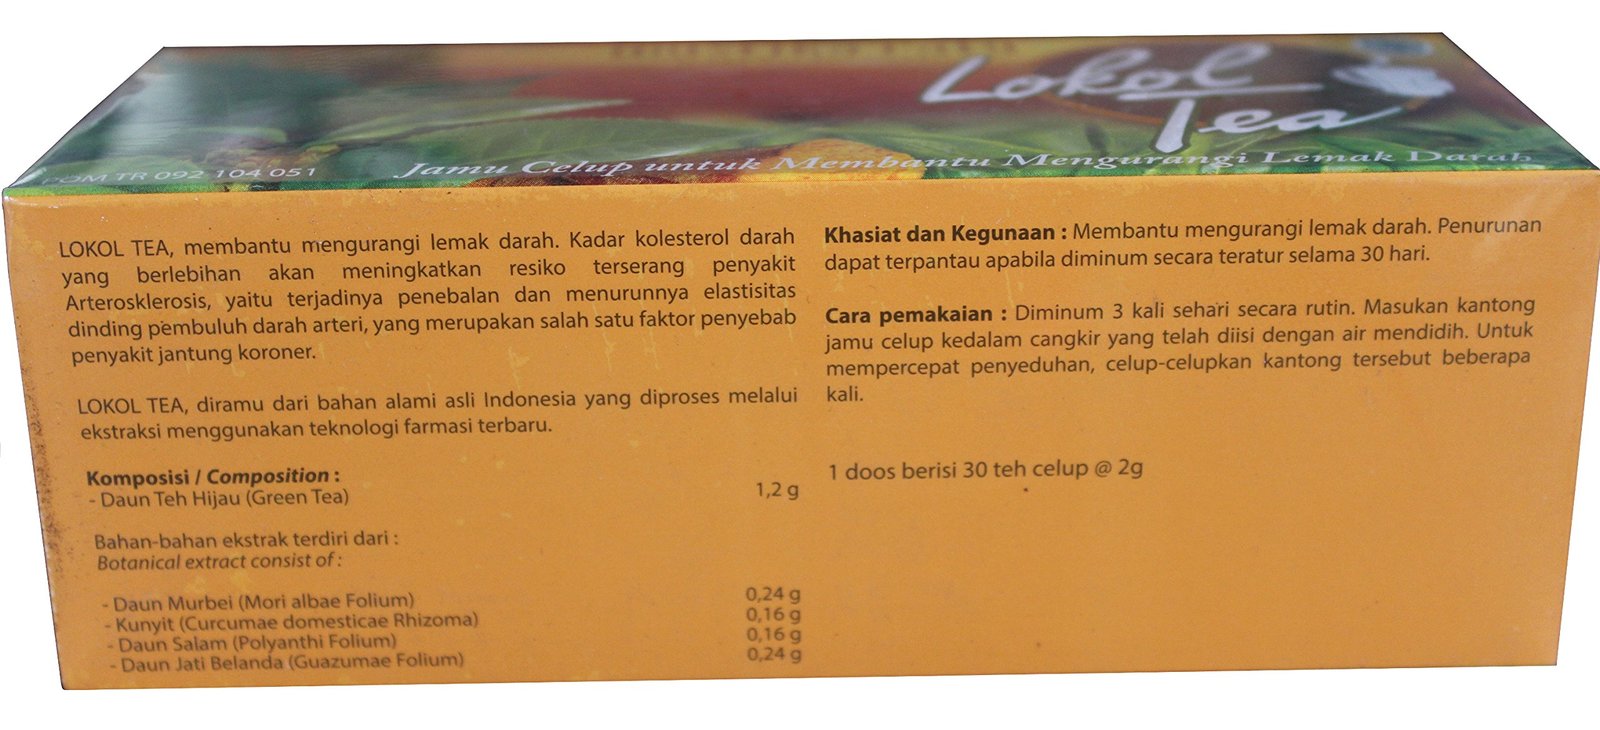 Lokol
Tea
POM TR 092 104 051
Jamu Celup untuk Membantu Mengurangi Lemak Darah
LOKOL TEA, membantu mengurangi lemak darah. Kadar kolesterol darah
yang berlebihan akan meningkatkan resiko terserang penyakit
Arterosklerosis, yaitu terjadinya penebalan dan menurunnya elastisitas
dinding pembuluh darah arteri, yang merupakan salah satu faktor penyebab
penyakit jantung koroner.
LOKOL TEA, diramu dari bahan alami asli Indonesia yang diproses melalui
ekstraksi menggunakan teknologi farmasi terbaru.
Komposisi / Composition :
- Daun Teh Hijau (Green Tea) 1,2 g
Bahan-bahan ekstrak terdiri dari :
Botanical extract consist of :
- Daun Murbei (Mori albae Folium) 0,24 g
- Kunyit (Curcumae domesticae Rhizoma) 0,16 g
- Daun Salam (Polyanthi Folium) 0,16 g
- Daun Jati Belanda (Guazumae Folium) 0,24 g
Khasiat dan Kegunaan : Membantu mengurangi lemak darah. Penurunan
dapat terpantau apabila diminum secara teratur selama 30 hari.
Cara pemakaian : Diminum 3 kali sehari secara rutin. Masukan kantong
jamu celup kedalam cangkir yang telah diisi dengan air mendidih. Untuk
mempercepat penyeduhan, celup-celupkan kantong tersebut beberapa
kali.
1 doos berisi 30 teh celup @ 2g